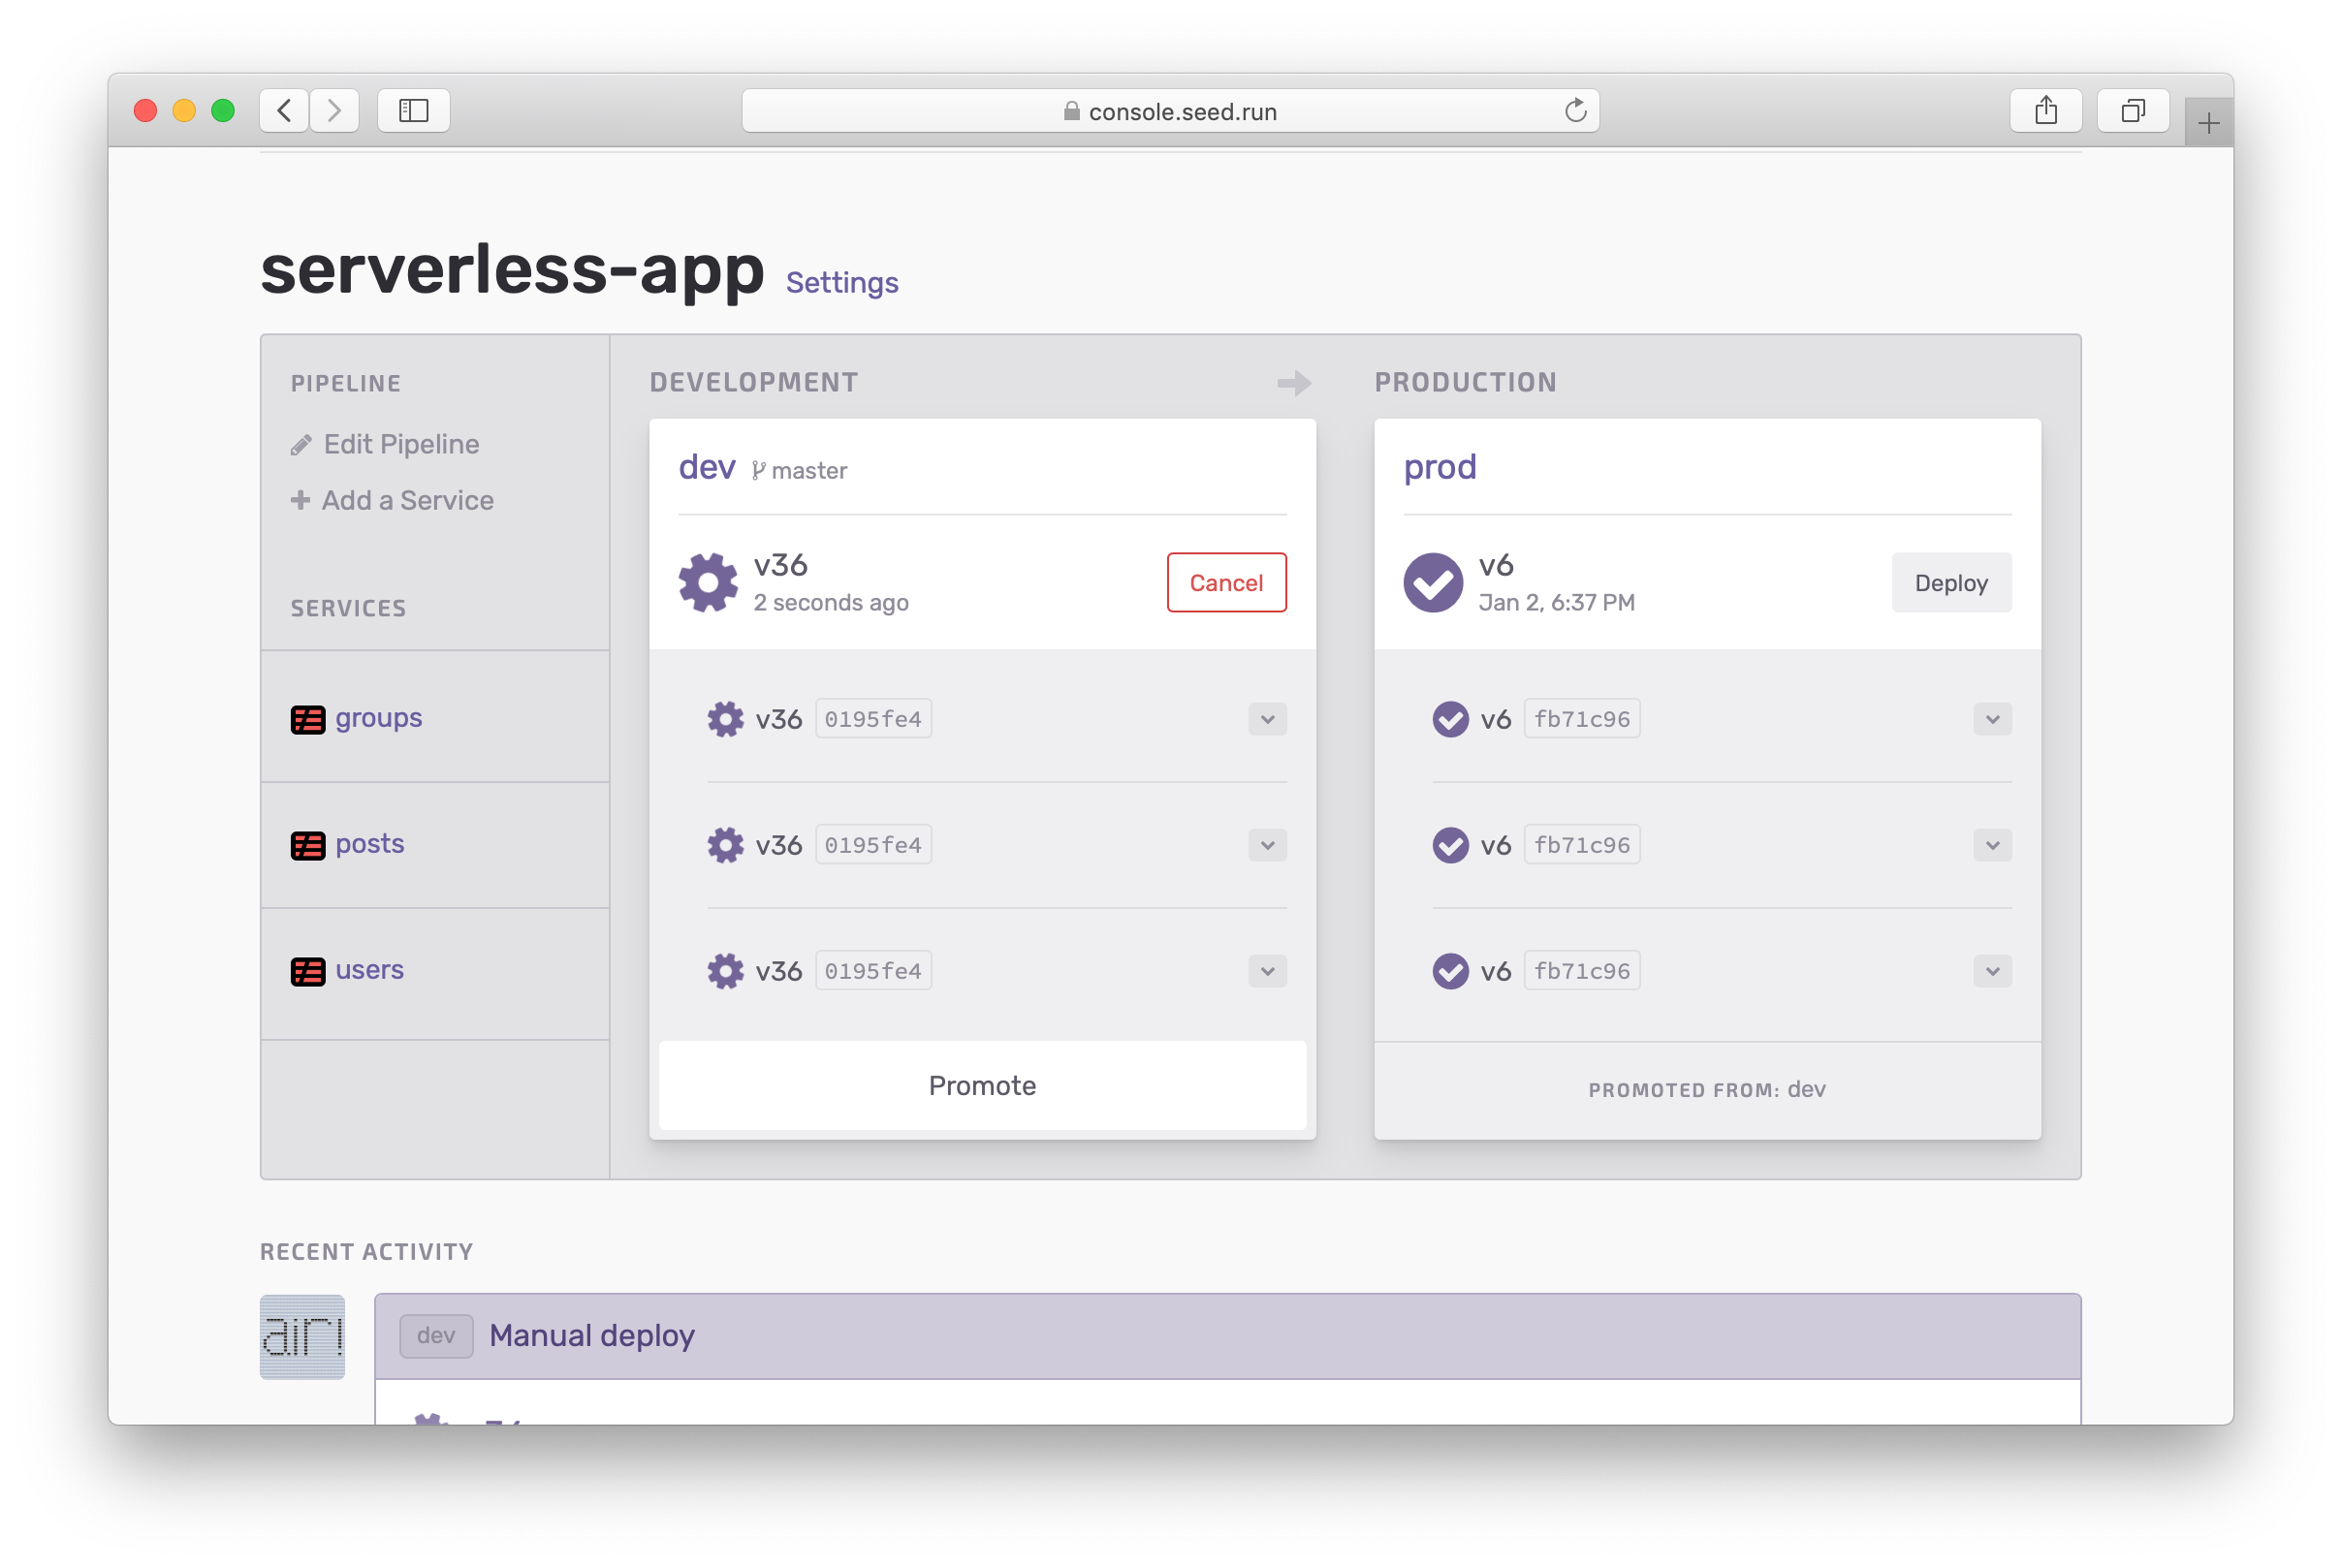 console.seed.run
serverless-app Settings
PIPELINE
Edit Pipeline
Add a Service
SERVICES
groups
posts
users
DEVELOPMENT
dev master
v36
2 seconds ago
Cancel
v36 0195fe4
v36 0195fe4
v36 0195fe4
Promote
PRODUCTION
prod
v6
Jan 2, 6:37 PM
Deploy
v6 fb71c96
v6 fb71c96
v6 fb71c96
PROMOTED FROM: dev
RECENT ACTIVITY
air!
dev Manual deploy